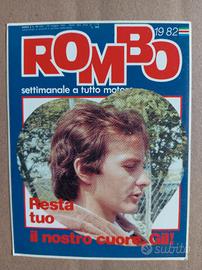 ROMBO
1982
settimanale a tutto motore
Resta
tuo
il nostro cuore, Gil!
Subito